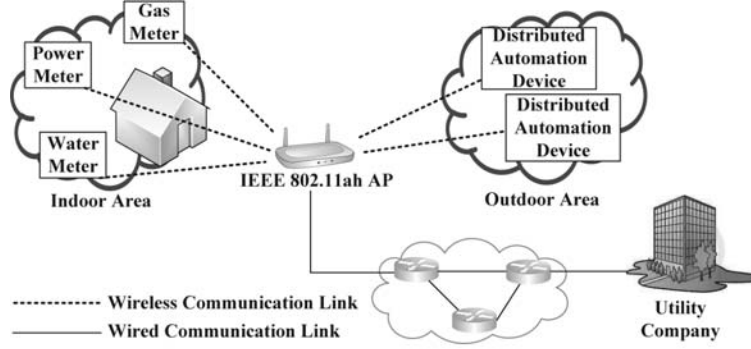 Gas
Meter
Power
Meter
Water
Meter
Indoor Area
IEEE 802.11ah AP
Distributed
Automation
Device
Distributed
Automation
Device
Outdoor Area
Wireless Communication Link
Wired Communication Link
Utility
Company